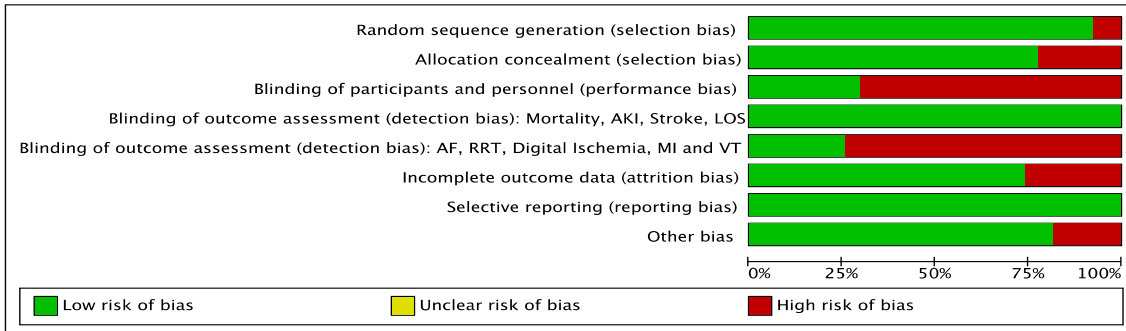 Random sequence generation (selection bias)
Allocation concealment (selection bias)
Blinding of participants and personnel (performance bias)
Blinding of outcome assessment (detection bias): Mortality, AKI, Stroke, LOS
Blinding of outcome assessment (detection bias): AF, RRT, Digital Ischemia, MI and VT
Incomplete outcome data (attrition bias)
Selective reporting (reporting bias)
Other bias
0% 25% 50% 75% 100%
Low risk of bias Unclear risk of bias High risk of bias